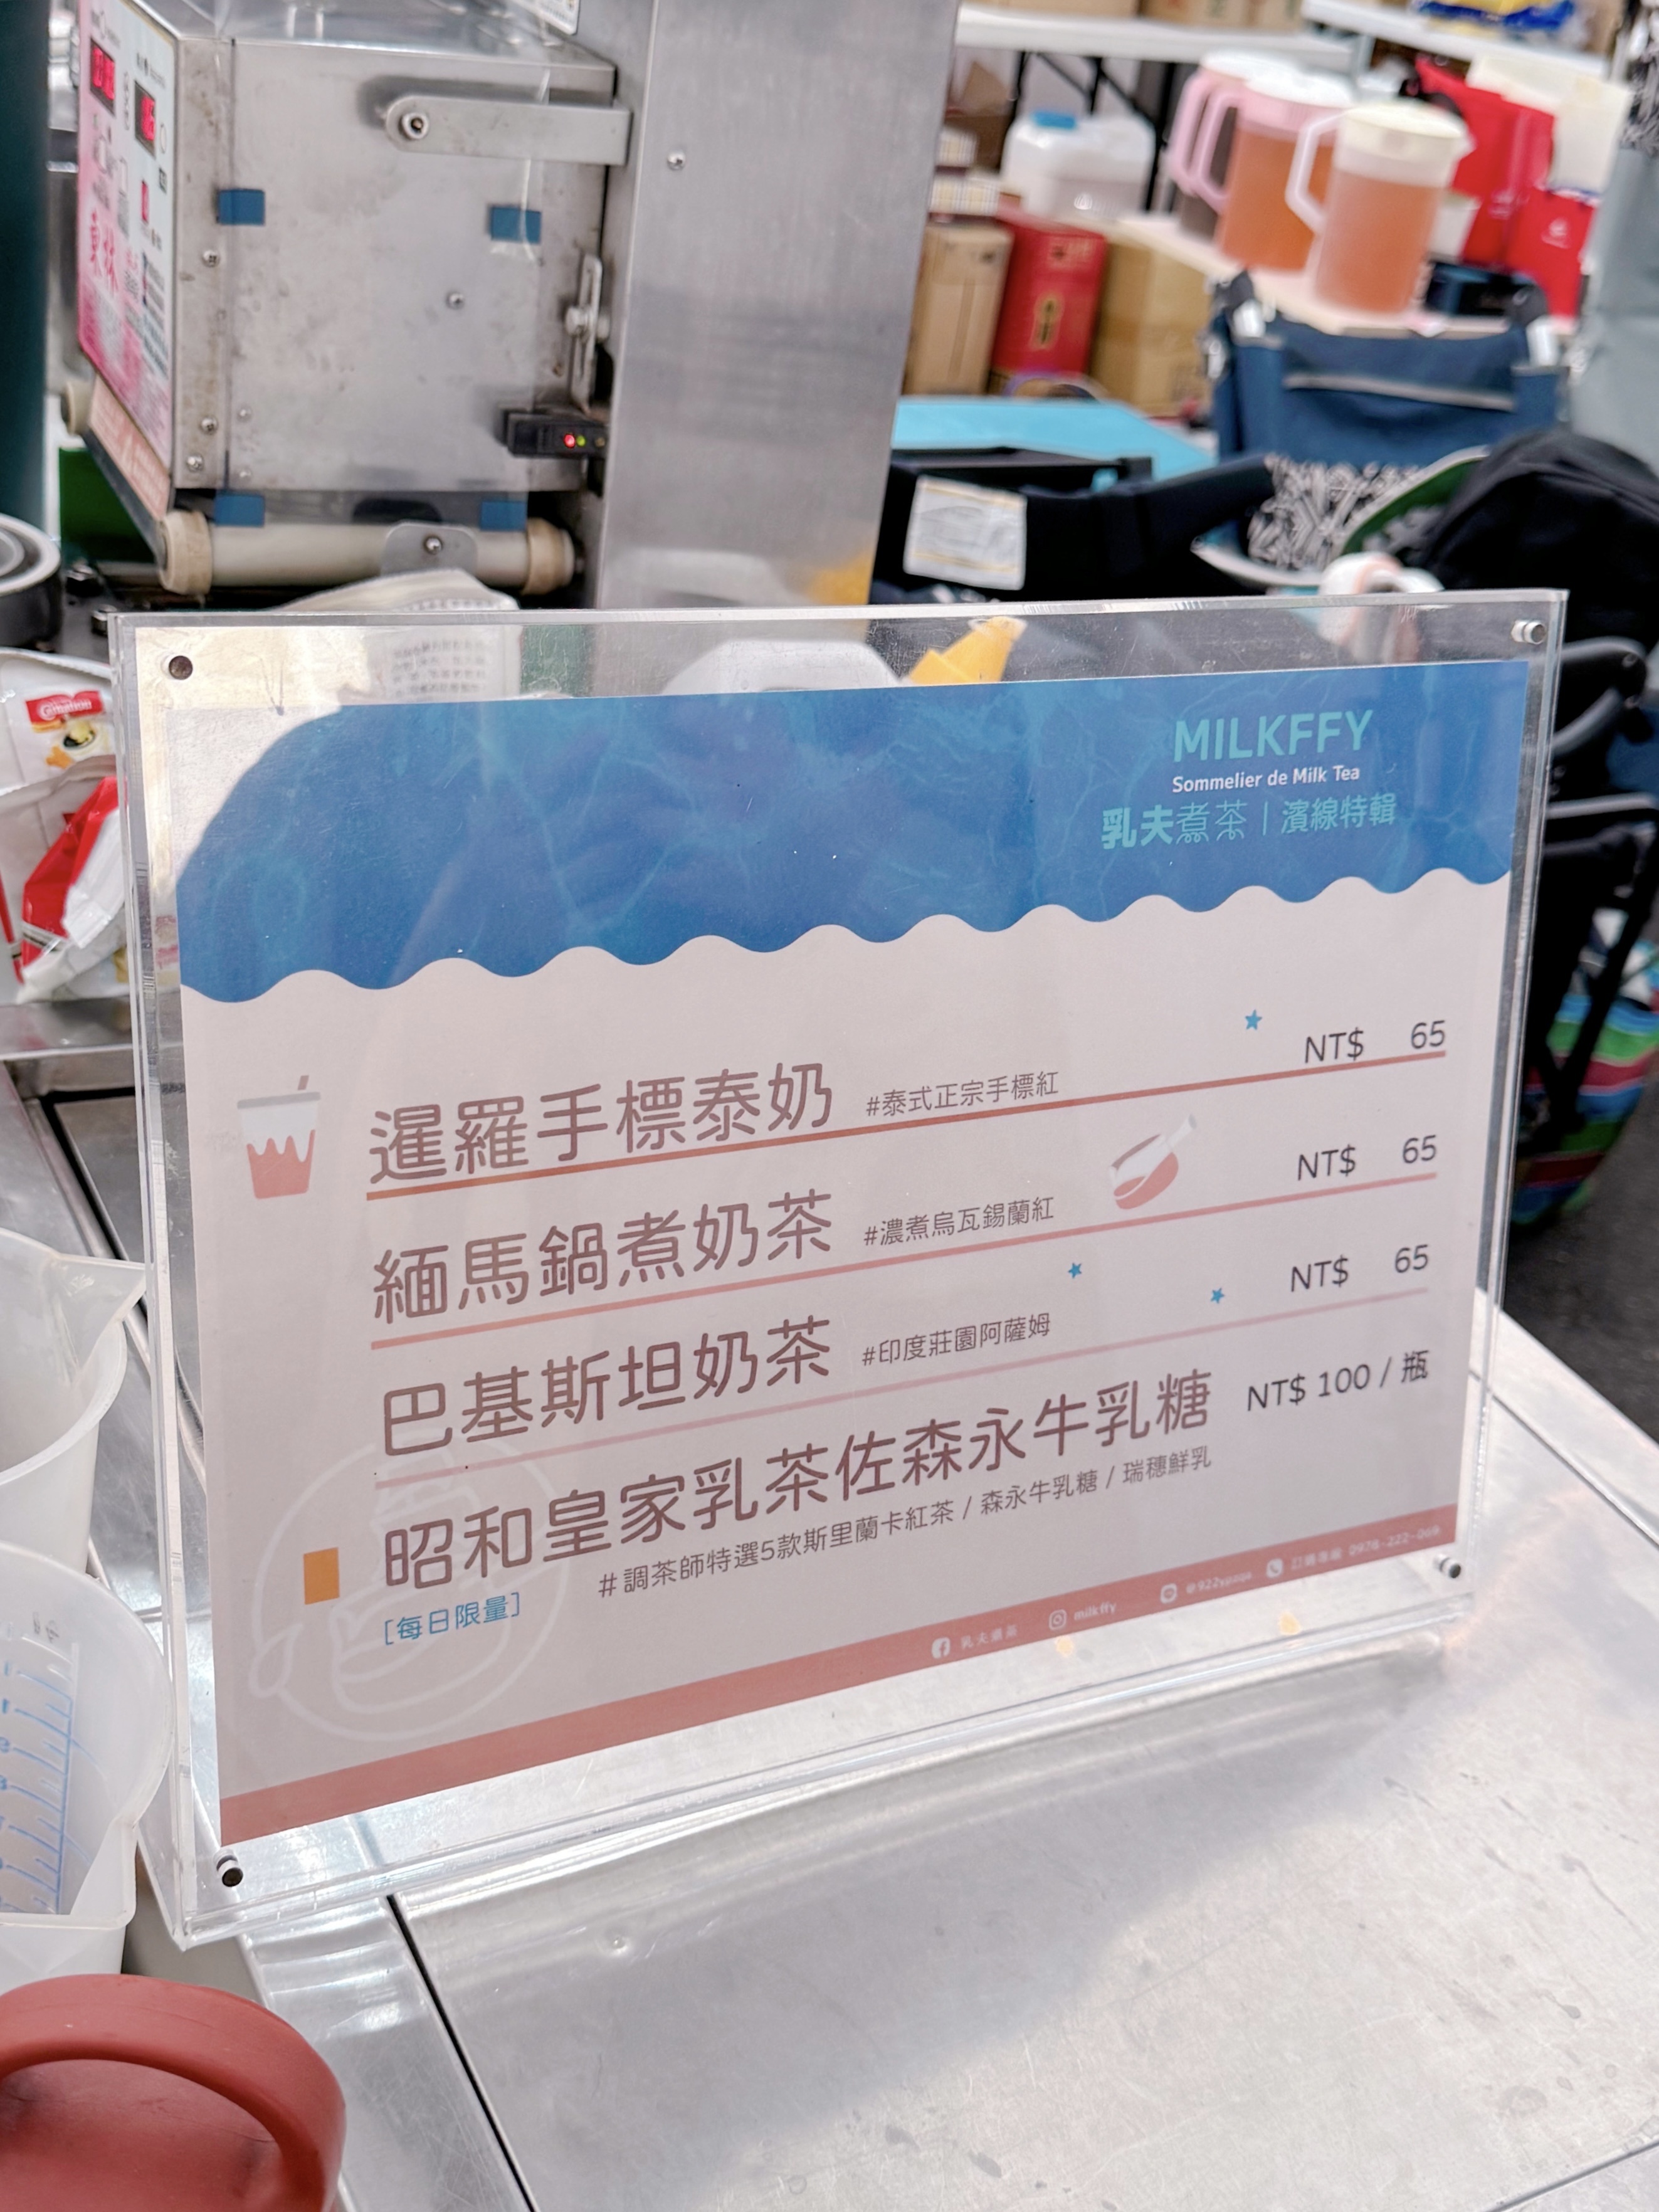 MILKFFY
Sommelier de Milk Tea
乳夫煮茶|濱線特輯
暹羅手標泰奶 #泰式正宗手標紅 NT$ 65
緬馬鍋煮奶茶 #濃煮烏瓦錫蘭紅 NT$ 65
巴基斯坦奶茶 #印度莊園阿薩姆 NT$ 65
昭和皇家乳茶佐森永牛乳糖 NT$ 100 / 瓶
[每日限量] #調茶師特選5款斯里蘭卡紅茶 / 森永牛乳糖 / 瑞穗鮮乳
milkffy
Carnation
東林